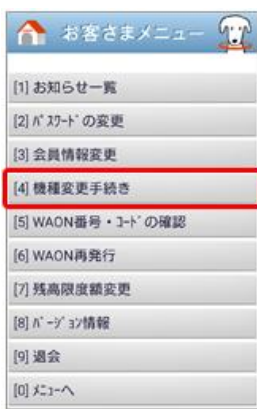 お客さまメニュー
[1] お知らせ一覧
[2] ﾊﾟｽﾜｰﾄﾞの変更
[3] 会員情報変更
[4] 機種変更手続き
[5] WAON番号・ｺｰﾄﾞの確認
[6] WAON再発行
[7] 残高限度額変更
[8] ﾊﾞｰｼﾞｮﾝ情報
[9] 退会
[0] ﾒﾆｭｰへ